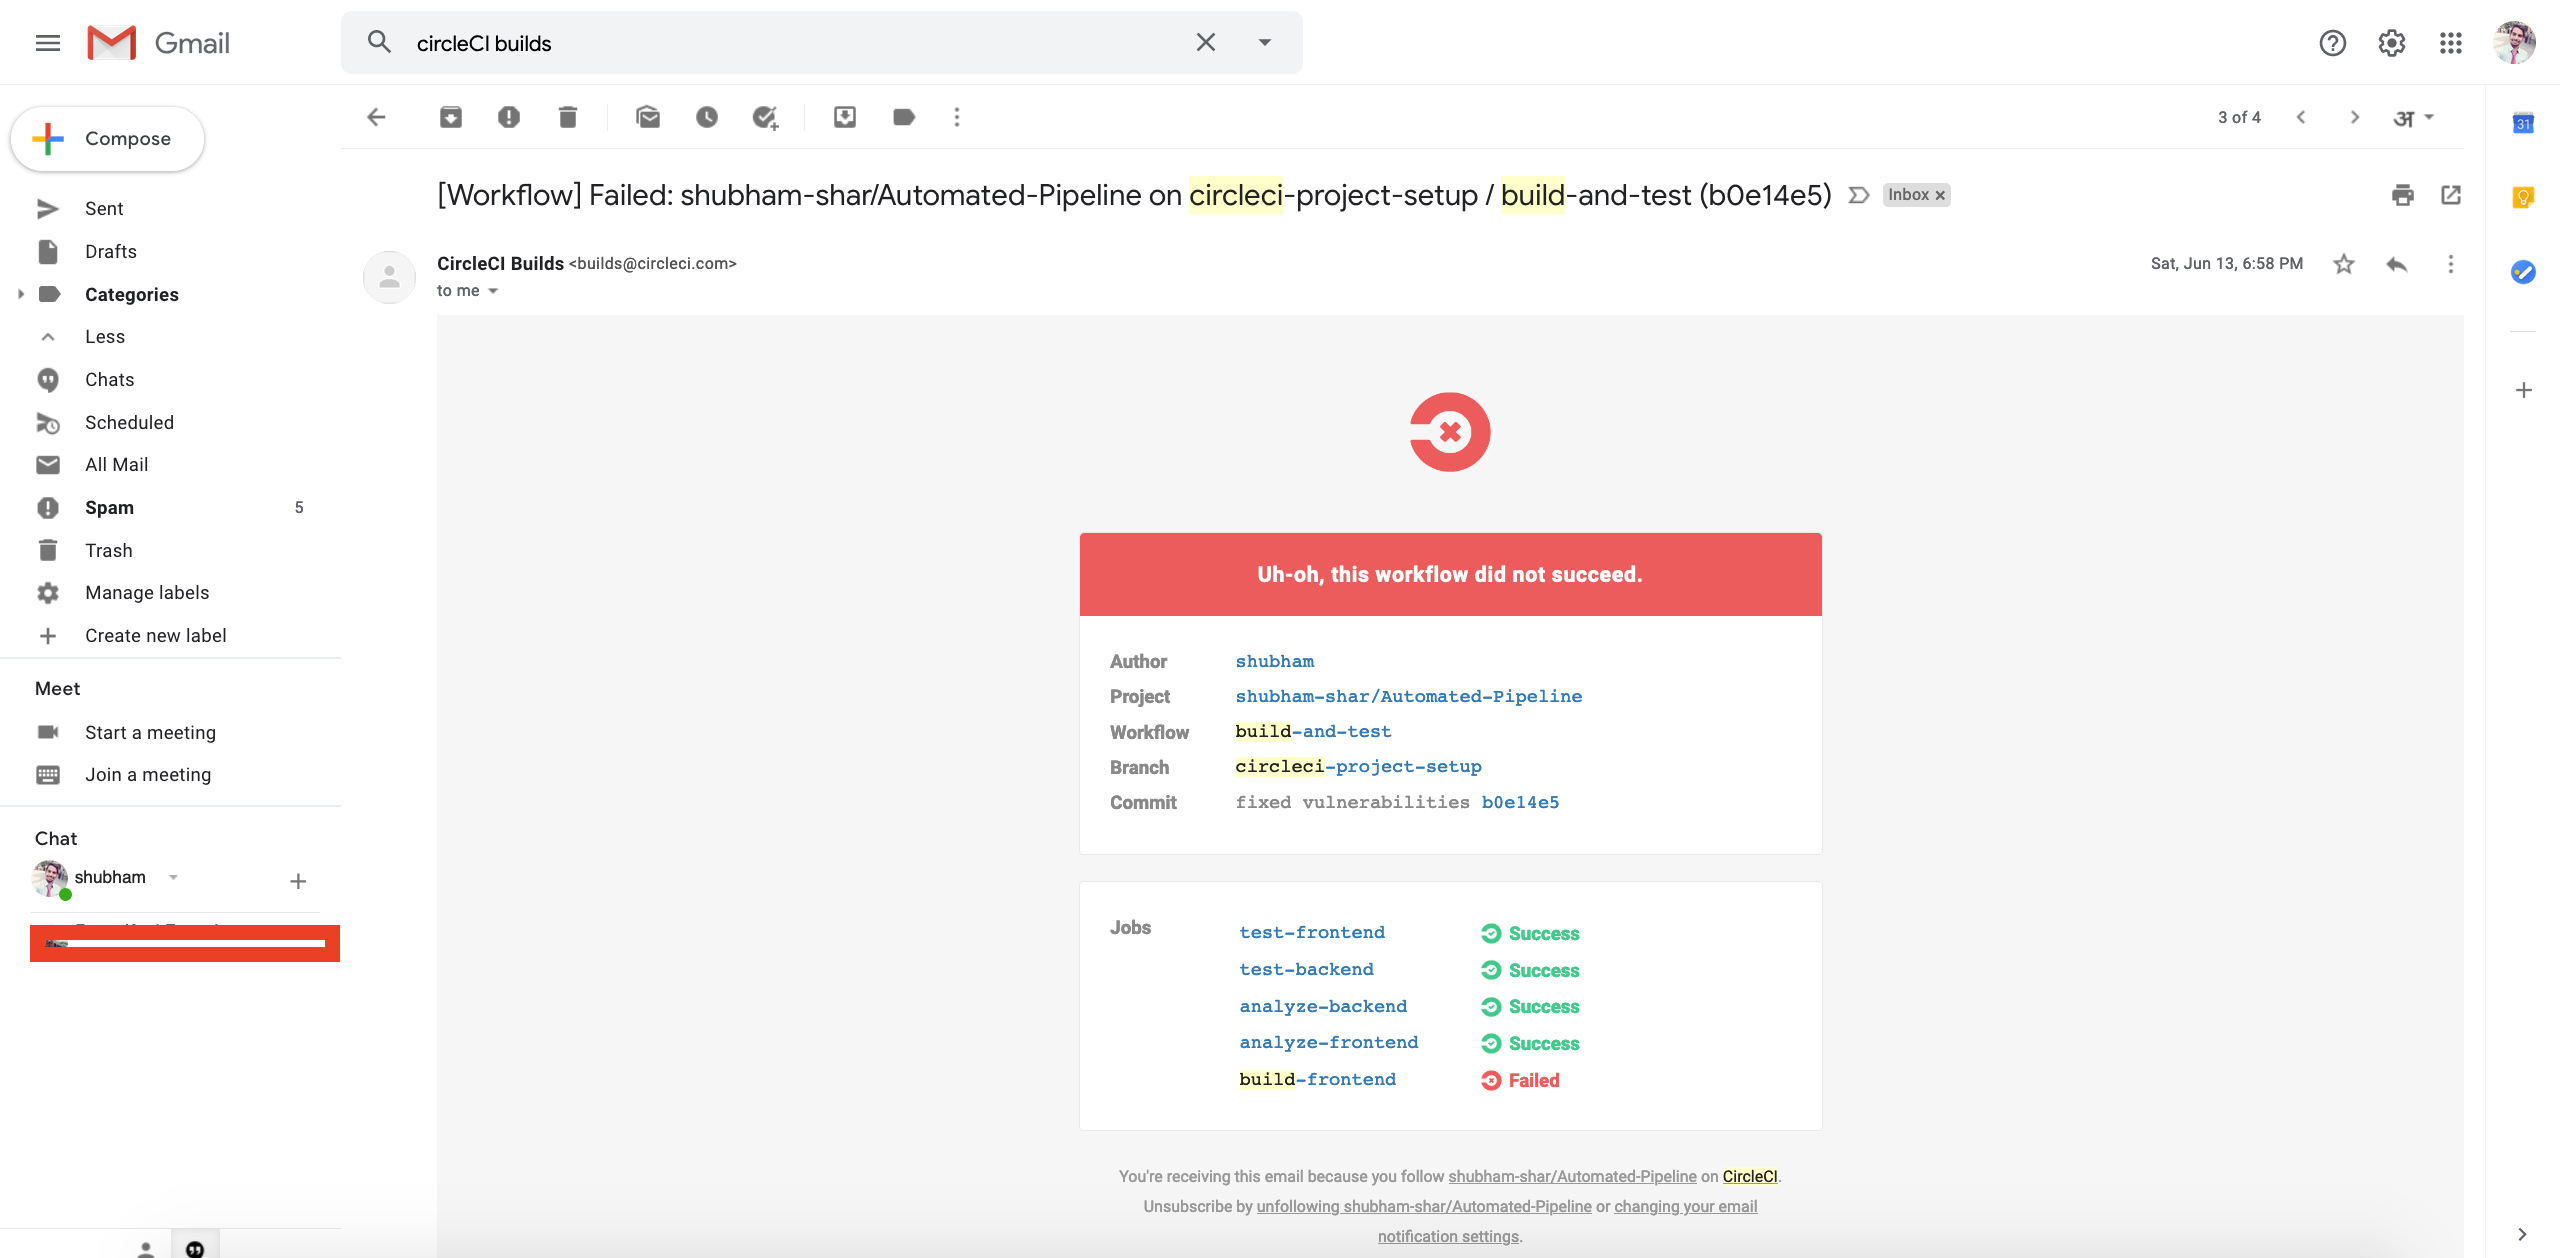 Gmail
circleCI builds
Compose
3 of 4
अ
31
[Workflow] Failed: shubham-shar/Automated-Pipeline on circleci-project-setup / build-and-test (b0e14e5)
Inbox ×
Sent
Drafts
Categories
Less
Chats
Scheduled
All Mail
Spam 5
Trash
Manage labels
Create new label
Meet
Start a meeting
Join a meeting
Chat
shubham
CircleCI Builds <builds@circleci.com>
Sat, Jun 13, 6:58 PM
to me
Uh-oh, this workflow did not succeed.
Author shubham
Project shubham-shar/Automated-Pipeline
Workflow build-and-test
Branch circleci-project-setup
Commit fixed vulnerabilities b0e14e5
Jobs test-frontend Success
test-backend Success
analyze-backend Success
analyze-frontend Success
build-frontend Failed
You're receiving this email because you follow shubham-shar/Automated-Pipeline on CircleCI.
Unsubscribe by unfollowing shubham-shar/Automated-Pipeline or changing your email
notification settings.